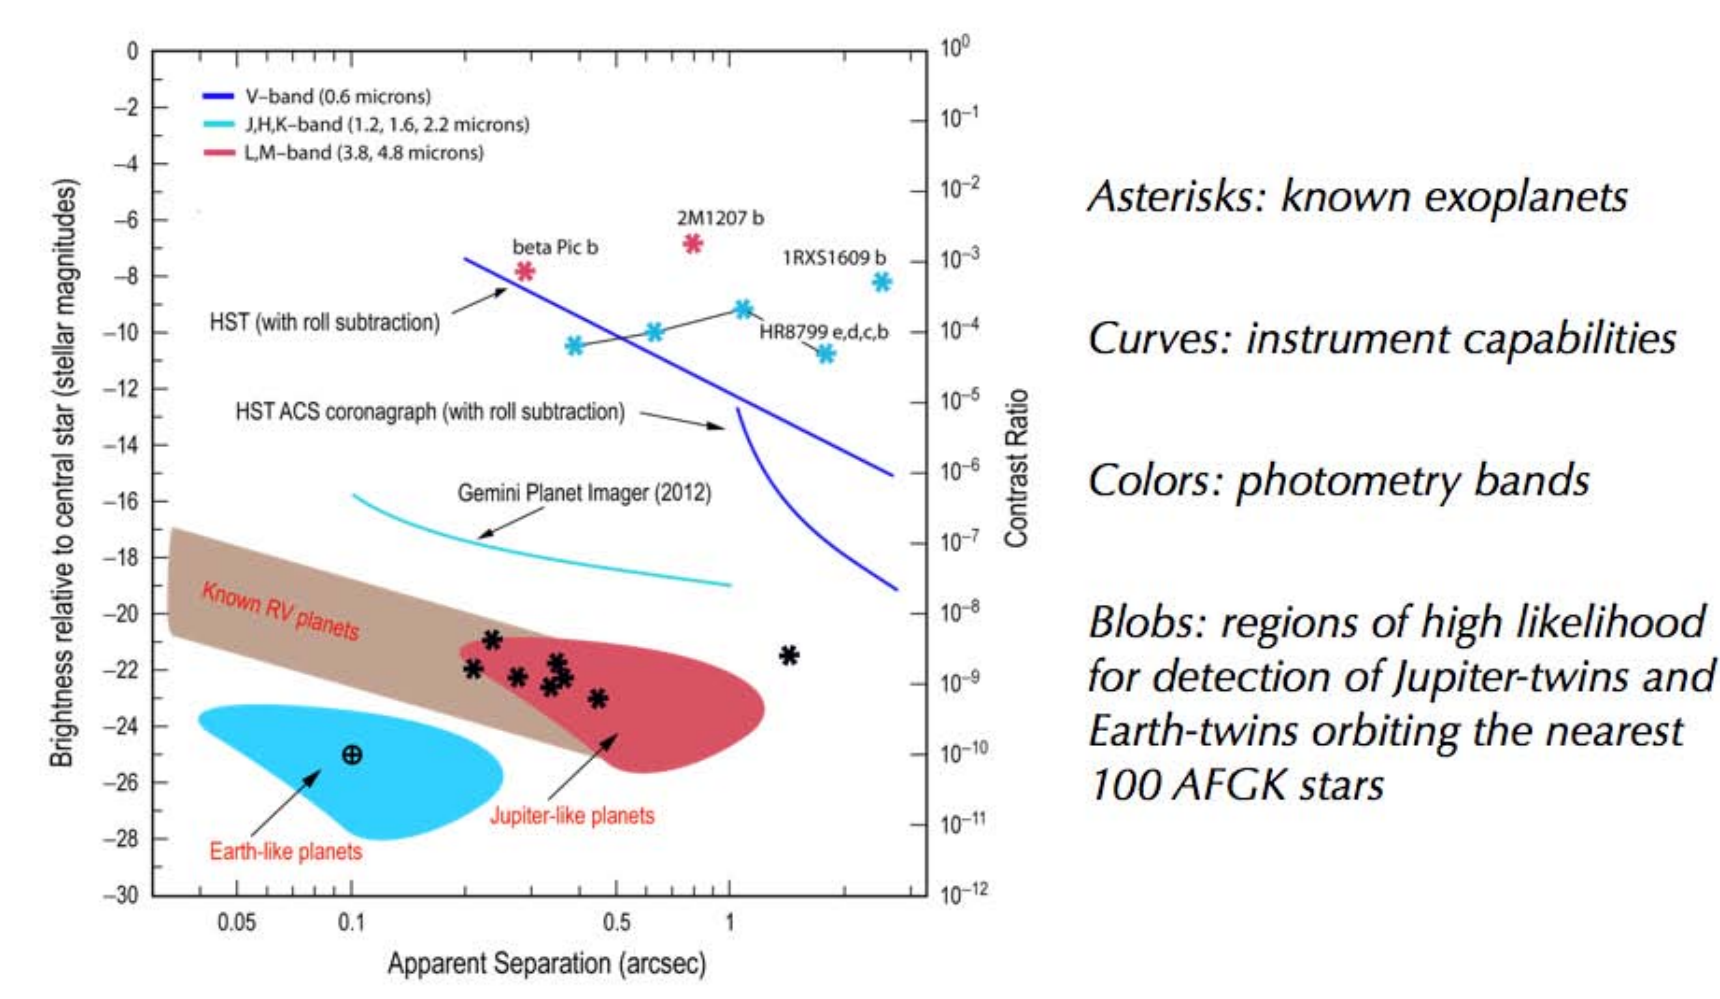 0
–2
–4
–6
–8
–10
–12
–14
–16
–18
–20
–22
–24
–26
–28
–30
Brightness relative to central star (stellar magnitudes)
V–band (0.6 microns)
J,H,K–band (1.2, 1.6, 2.2 microns)
L,M–band (3.8, 4.8 microns)
2M1207 b
beta Pic b
1RXS1609 b
HST (with roll subtraction)
HR8799 e,d,c,b
HST ACS coronagraph (with roll subtraction)
Gemini Planet Imager (2012)
Known RV planets
Jupiter-like planets
Earth-like planets
0.05 0.1 0.5 1
Apparent Separation (arcsec)
10⁰
10⁻¹
10⁻²
10⁻³
10⁻⁴
10⁻⁵
10⁻⁶
10⁻⁷
10⁻⁸
10⁻⁹
10⁻¹⁰
10⁻¹¹
10⁻¹²
Contrast Ratio
Asterisks: known exoplanets
Curves: instrument capabilities
Colors: photometry bands
Blobs: regions of high likelihood
for detection of Jupiter-twins and
Earth-twins orbiting the nearest
100 AFGK stars